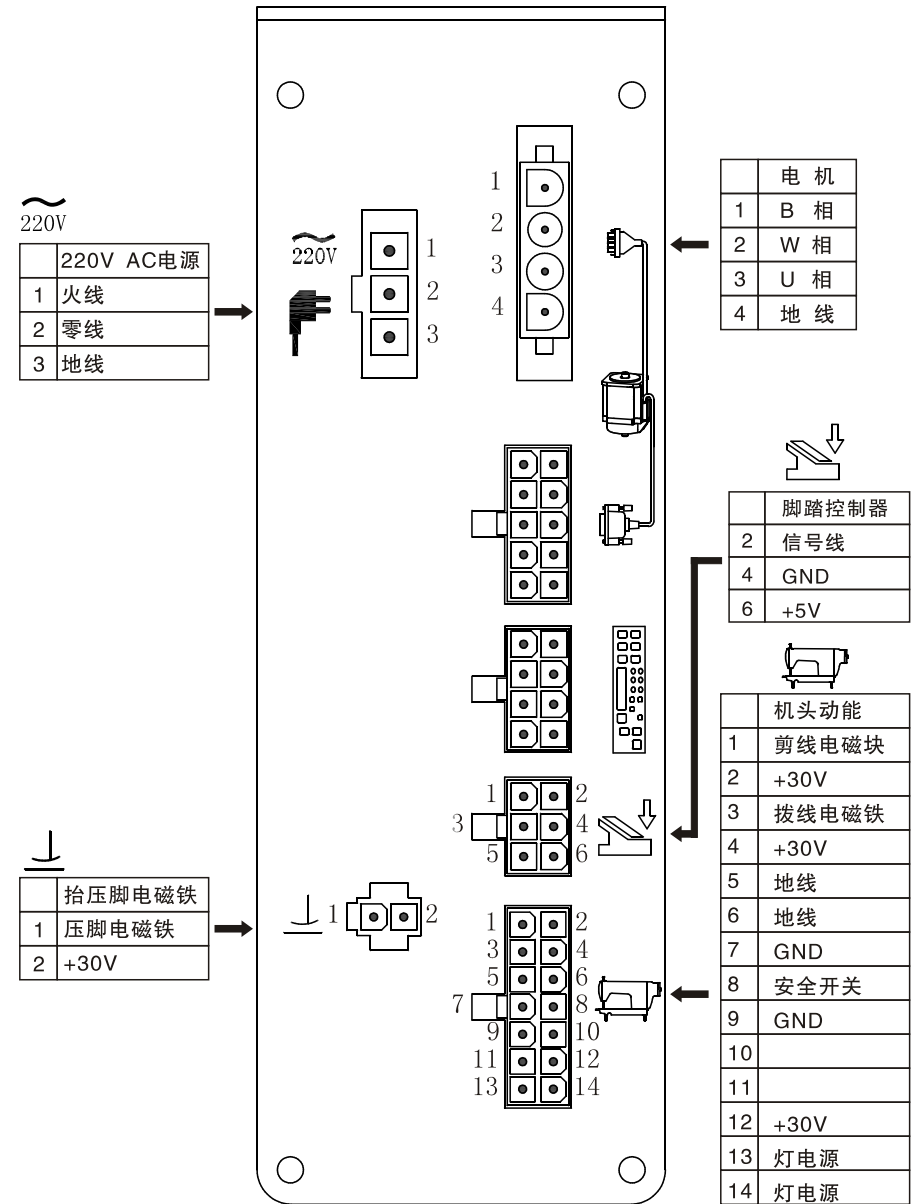 220V
220V AC电源
1 火线
2 零线
3 地线
220V
1
2
3
1
2
3
4
电 机
1 B 相
2 W 相
3 U 相
4 地 线
脚踏控制器
2 信号线
4 GND
6 +5V
机头动能
1 剪线电磁块
2 +30V
3 拨线电磁铁
4 +30V
5 地线
6 地线
7 GND
8 安全开关
9 GND
10
11
12 +30V
13 灯电源
14 灯电源
1 2
3 4
5 6
抬压脚电磁铁
1 压脚电磁铁
2 +30V
1 2
1 2
3 4
5 6
7 8
9 10
11 12
13 14